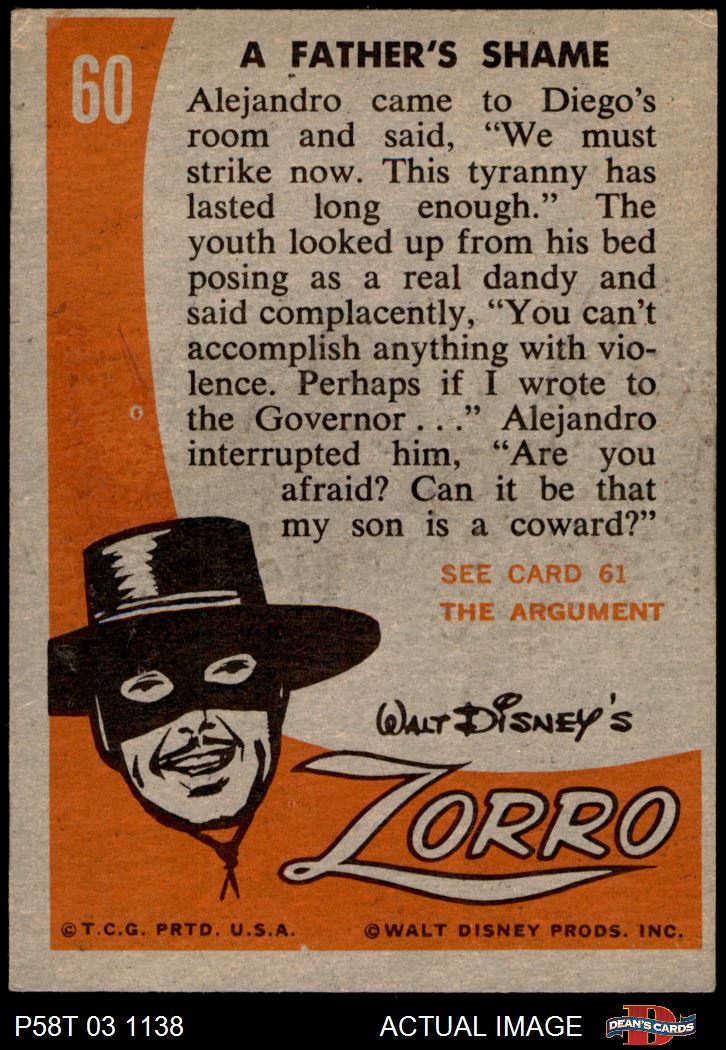 60
A FATHER'S SHAME
Alejandro came to Diego's
room and said, “We must
strike now. This tyranny has
lasted long enough.” The
youth looked up from his bed
posing as a real dandy and
said complacently, “You can't
accomplish anything with vio-
lence. Perhaps if I wrote to
the Governor . . .” Alejandro
interrupted him, “Are you
afraid? Can it be that
my son is a coward?”
SEE CARD 61
THE ARGUMENT
WALT DISNEY'S
ZORRO
©T.C.G. PRTD. U.S.A.
©WALT DISNEY PRODS. INC.
P58T 03 1138
ACTUAL IMAGE
D
DEAN'S CARDS